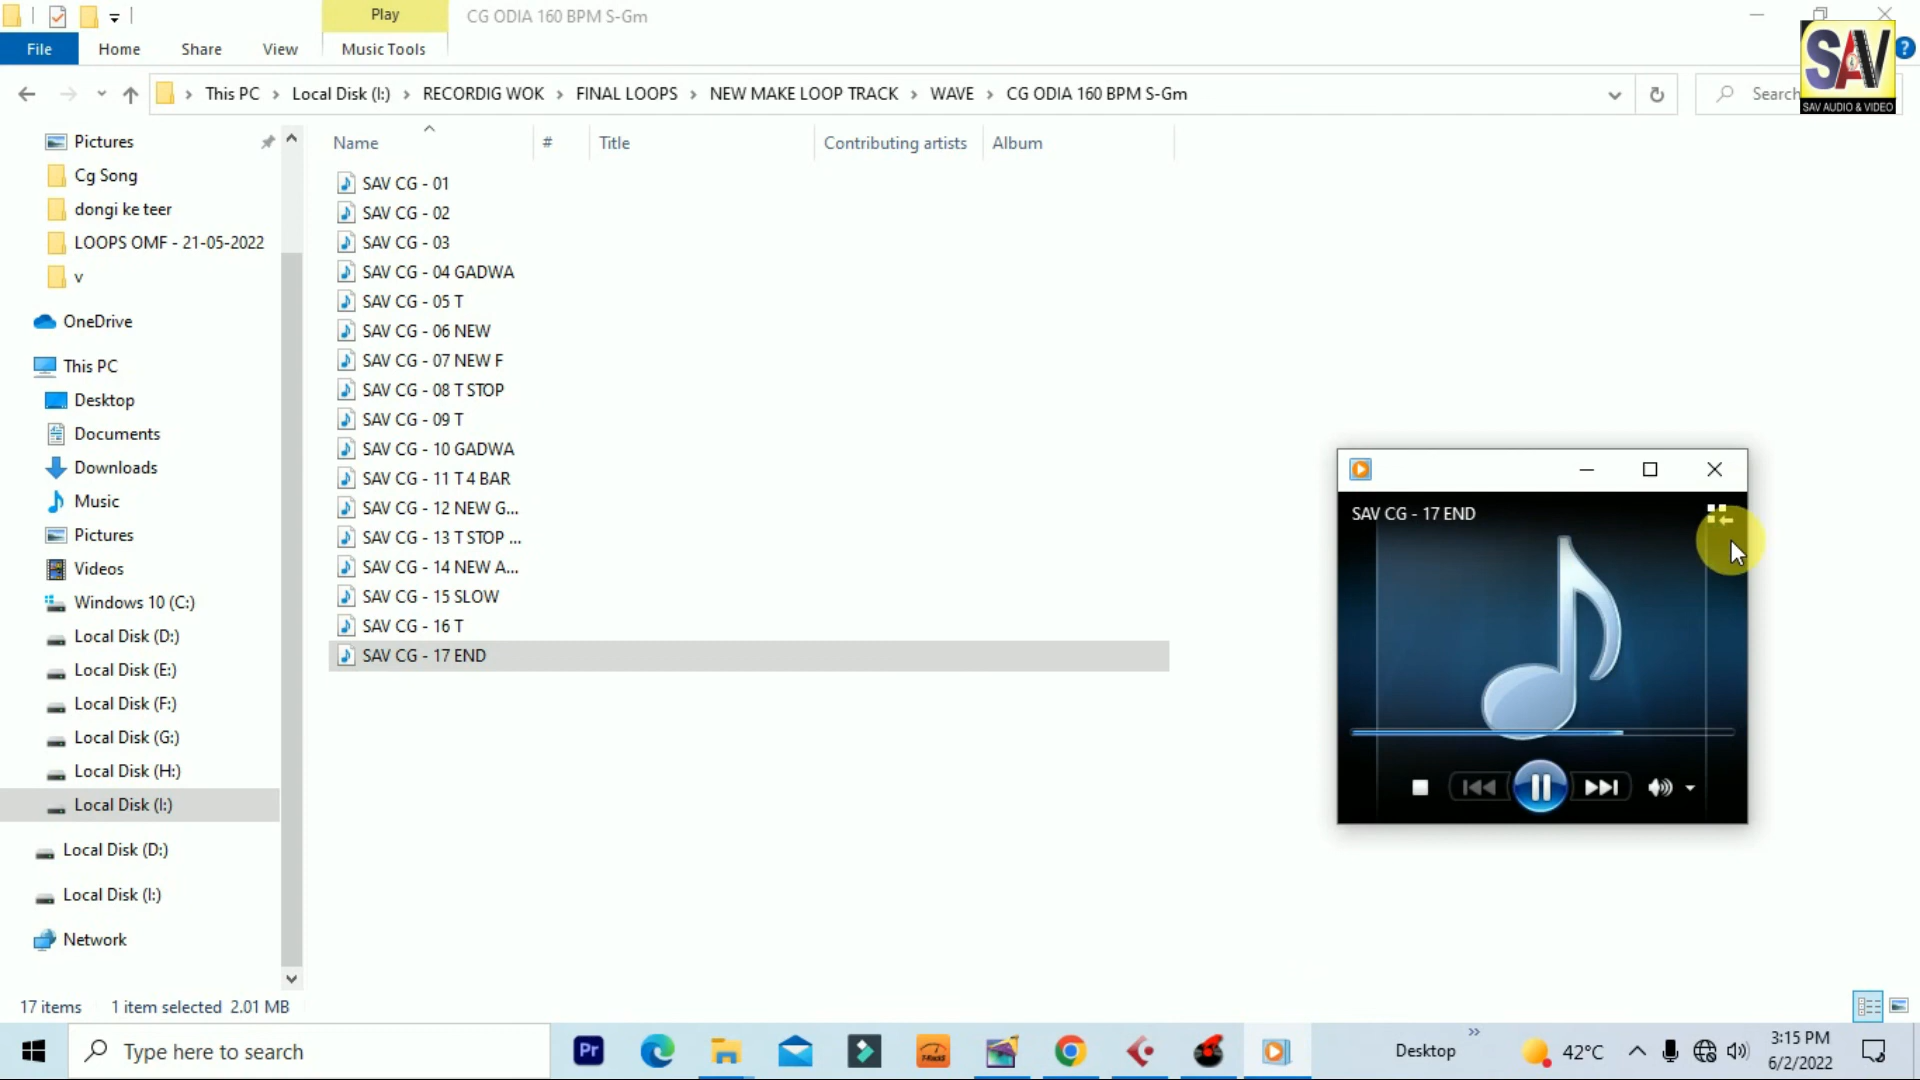 Play
CG ODIA 160 BPM S-Gm
File
Home
Share
View
Music Tools
SAV
SAV AUDIO & VIDEO
This PC
Local Disk (I:)
RECORDIG WOK
FINAL LOOPS
NEW MAKE LOOP TRACK
WAVE
CG ODIA 160 BPM S-Gm
Search
Name
#
Title
Contributing artists
Album
Pictures
Cg Song
dongi ke teer
LOOPS OMF - 21-05-2022
v
OneDrive
This PC
Desktop
Documents
Downloads
Music
Pictures
Videos
Windows 10 (C:)
Local Disk (D:)
Local Disk (E:)
Local Disk (F:)
Local Disk (G:)
Local Disk (H:)
Local Disk (I:)
Local Disk (D:)
Local Disk (I:)
Network
SAV CG - 01
SAV CG - 02
SAV CG - 03
SAV CG - 04 GADWA
SAV CG - 05 T
SAV CG - 06 NEW
SAV CG - 07 NEW F
SAV CG - 08 T STOP
SAV CG - 09 T
SAV CG - 10 GADWA
SAV CG - 11 T 4 BAR
SAV CG - 12 NEW G...
SAV CG - 13 T STOP ...
SAV CG - 14 NEW A...
SAV CG - 15 SLOW
SAV CG - 16 T
SAV CG - 17 END
SAV CG - 17 END
17 items
1 item selected 2.01 MB
Type here to search
Pr
Desktop
42°C
3:15 PM
6/2/2022